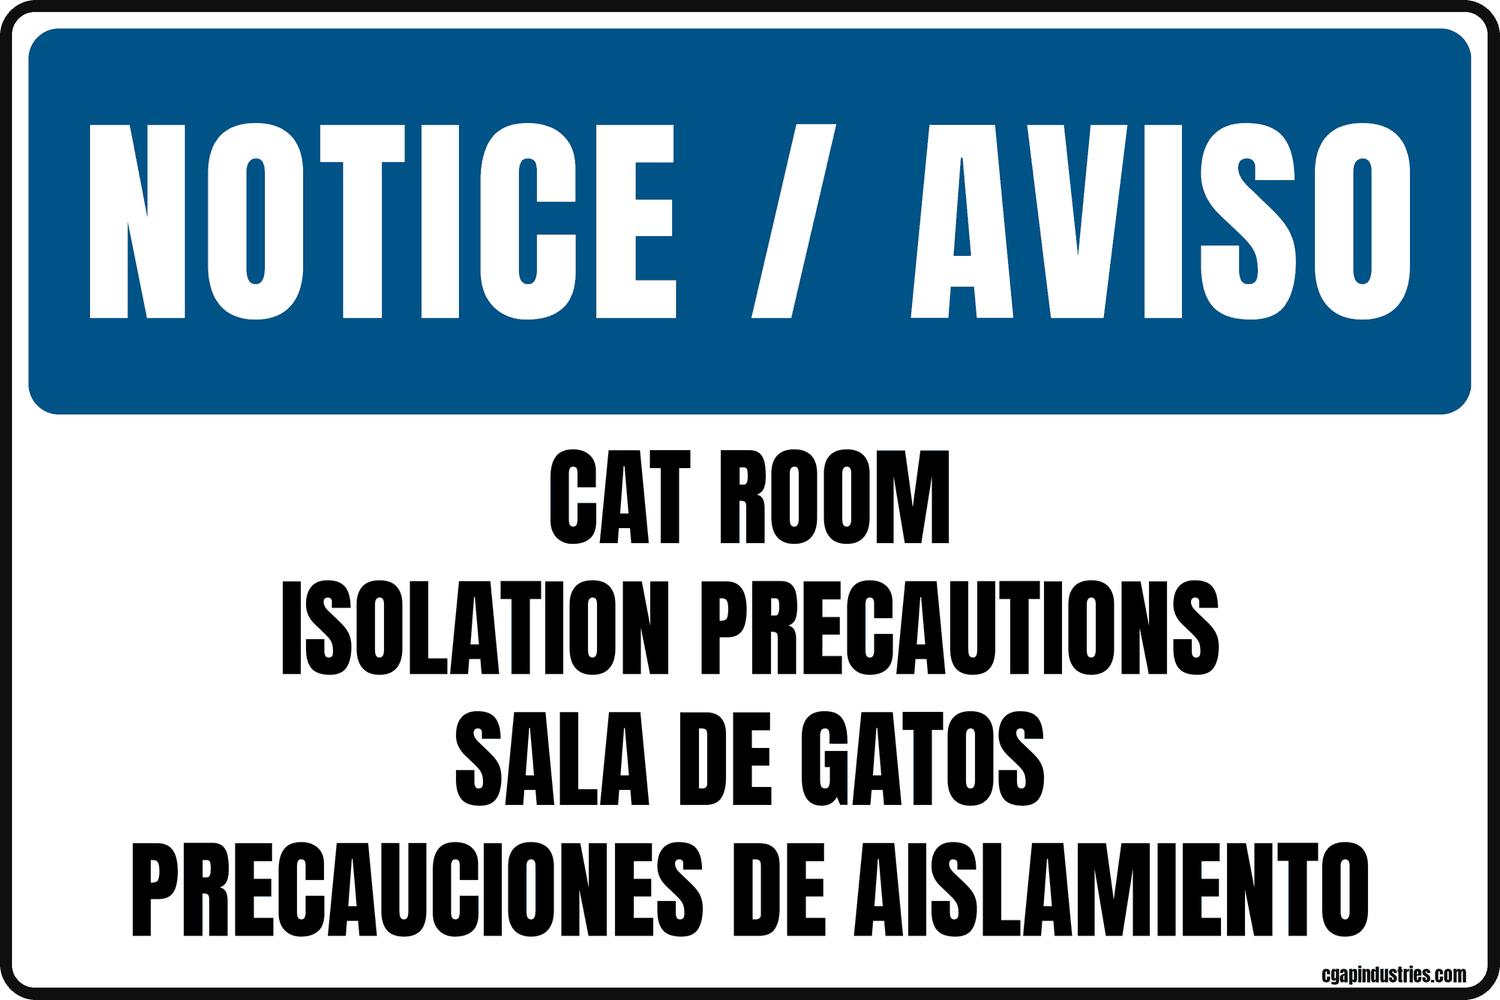 NOTICE / AVISO
CAT ROOM
ISOLATION PRECAUTIONS
SALA DE GATOS
PRECAUCIONES DE AISLAMIENTO
cgapindustries.com